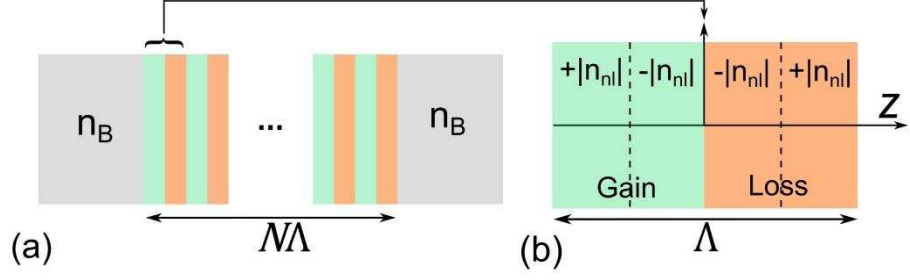 n_B ... n_B
NΛ
(a)
+|n_nl| -|n_nl| -|n_nl| +|n_nl|
Z
Gain Loss
Λ
(b)